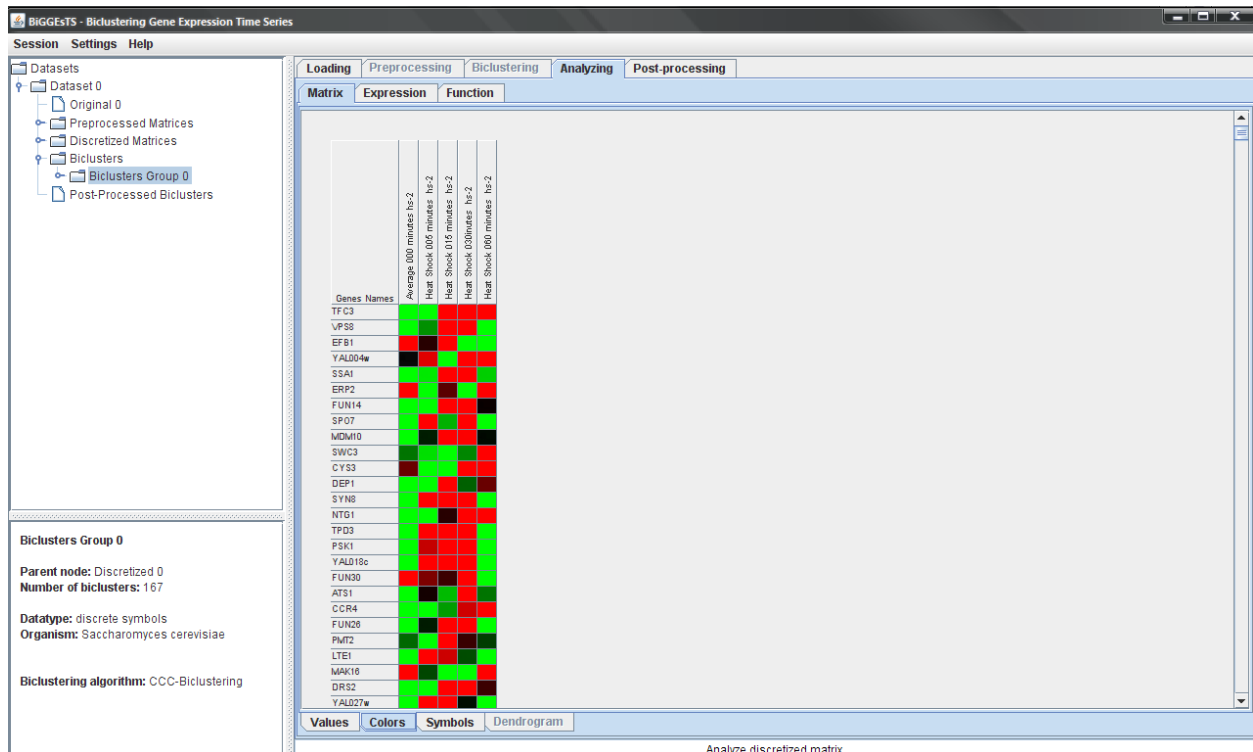 BiGGEsTS - Biclustering Gene Expression Time Series
Session Settings Help
Datasets
Dataset 0
Original 0
Preprocessed Matrices
Discretized Matrices
Biclusters
Biclusters Group 0
Post-Processed Biclusters
Biclusters Group 0
Parent node: Discretized 0
Number of biclusters: 167
Datatype: discrete symbols
Organism: Saccharomyces cerevisiae
Biclustering algorithm: CCC-Biclustering
Loading Preprocessing Biclustering Analyzing Post-processing
Matrix Expression Function
Genes Names
Average 000 minutes hs-2
Heat Shock 005 minutes hs-2
Heat Shock 015 minutes hs-2
Heat Shock 030inutes hs-2
Heat Shock 060 minutes hs-2
TFC3
VPS8
EFB1
YAL004w
SSA1
ERP2
FUN14
SPO7
MDM10
SWC3
CYS3
DEP1
SYN8
NTG1
TPD3
PSK1
YAL018c
FUN30
ATS1
CCR4
FUN26
PMT2
LTE1
MAK16
DRS2
YAL027w
Values Colors Symbols Dendrogram
Analyze discretized matrix